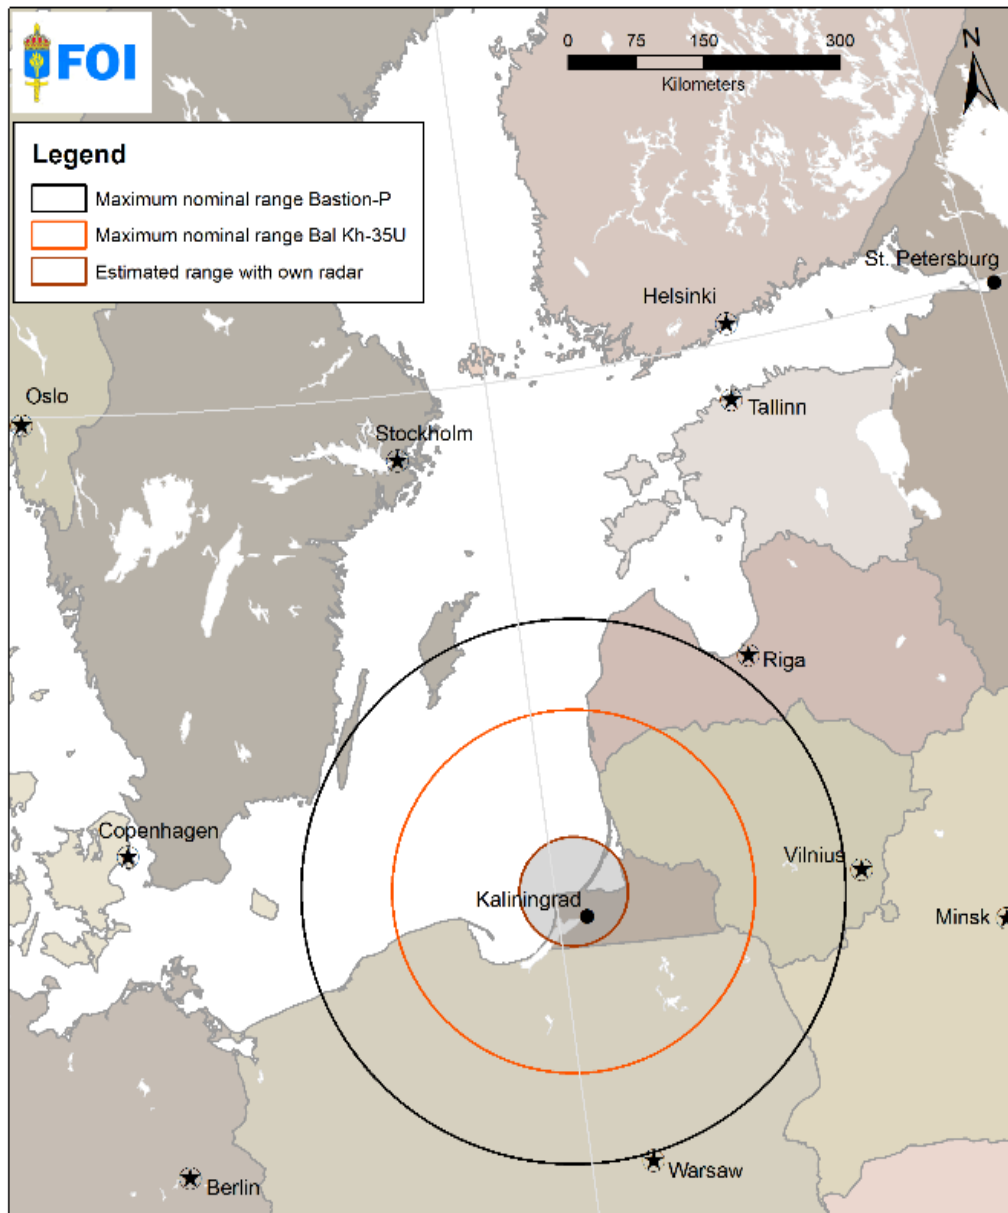 FOI
0 75 150 300
Kilometers
N
Legend
Maximum nominal range Bastion-P
Maximum nominal range Bal Kh-35U
Estimated range with own radar
St. Petersburg
Helsinki
Oslo
Tallinn
Stockholm
Riga
Copenhagen
Vilnius
Kaliningrad
Minsk
Warsaw
Berlin